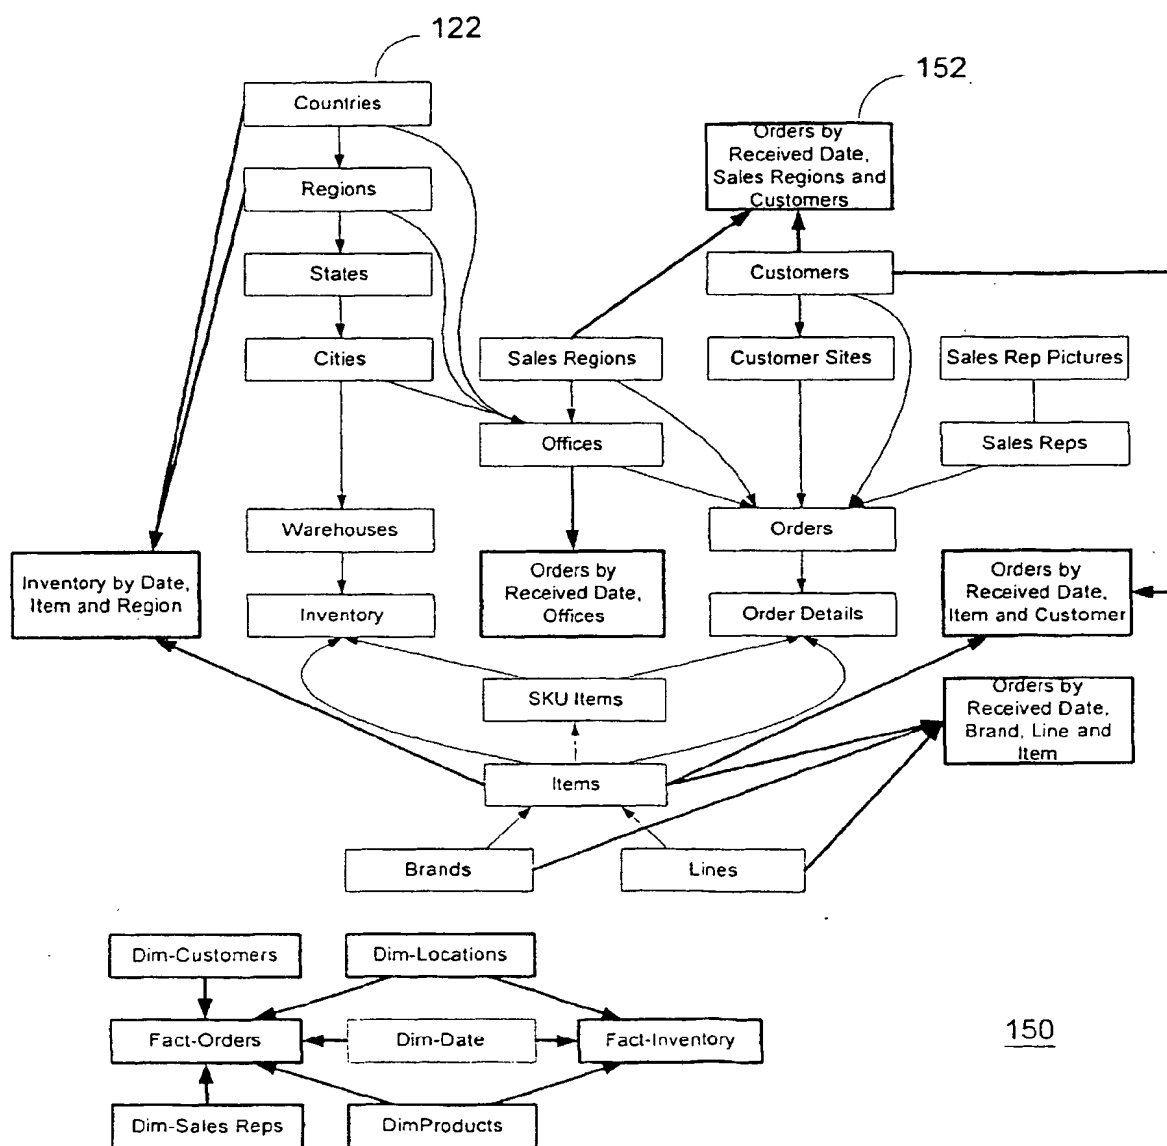 122
152
Countries
Orders by
Received Date,
Sales Regions and
Customers
Regions
States
Customers
Cities
Sales Regions
Customer Sites
Sales Rep Pictures
Offices
Sales Reps
Warehouses
Orders
Inventory by Date,
Item and Region
Orders by
Received Date,
Offices
Orders by
Received Date,
Item and Customer
Inventory
Order Details
SKU Items
Orders by
Received Date,
Brand, Line and
Item
Items
Brands
Lines
Dim-Customers
Dim-Locations
Fact-Orders
Dim-Date
Fact-Inventory
150
Dim-Sales Reps
DimProducts